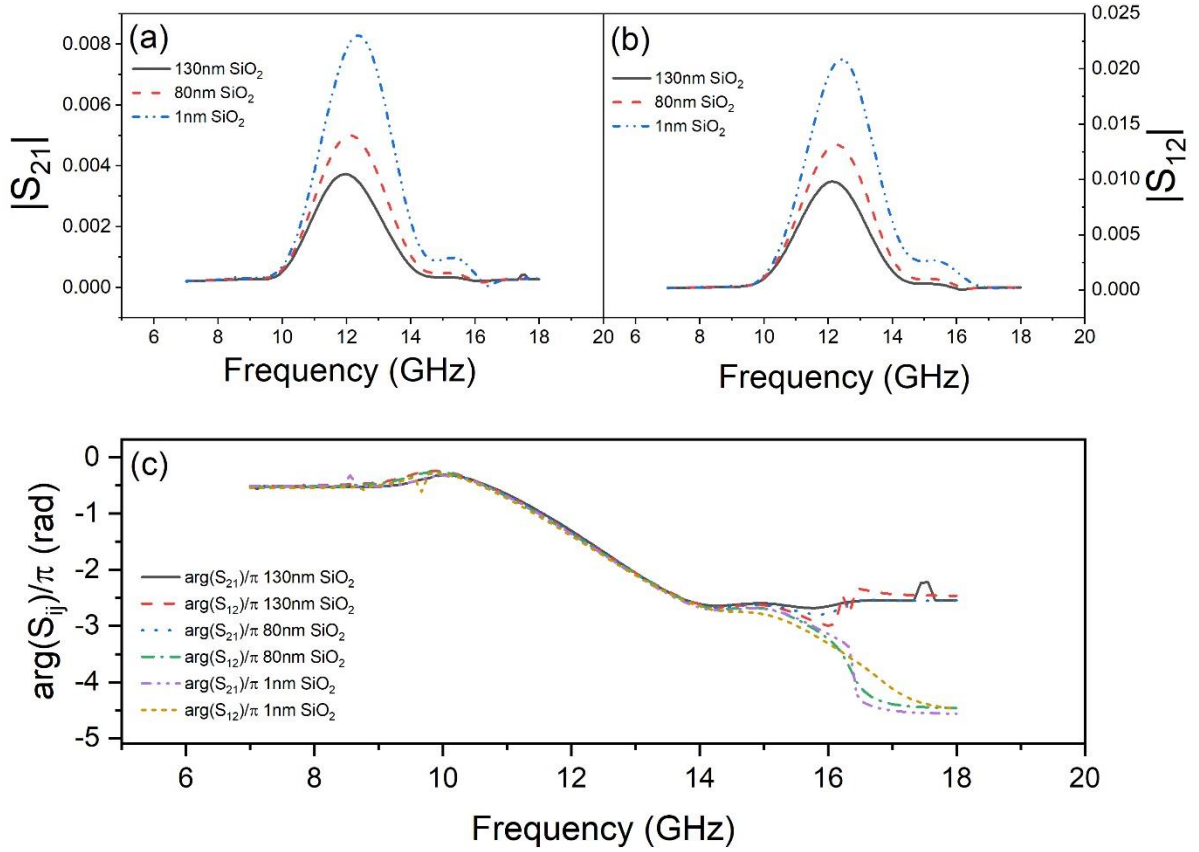 (a)
130nm SiO₂
80nm SiO₂
1nm SiO₂
|S₂₁|
0.008
0.006
0.004
0.002
0.000
6 8 10 12 14 16 18 20
Frequency (GHz)
(b)
130nm SiO₂
80nm SiO₂
1nm SiO₂
|S₁₂|
0.025
0.020
0.015
0.010
0.005
0.000
6 8 10 12 14 16 18 20
Frequency (GHz)
(c)
arg(Sᵢⱼ)/π (rad)
0
-1
-2
-3
-4
-5
arg(S₂₁)/π 130nm SiO₂
arg(S₁₂)/π 130nm SiO₂
arg(S₂₁)/π 80nm SiO₂
arg(S₁₂)/π 80nm SiO₂
arg(S₂₁)/π 1nm SiO₂
arg(S₁₂)/π 1nm SiO₂
6 8 10 12 14 16 18 20
Frequency (GHz)